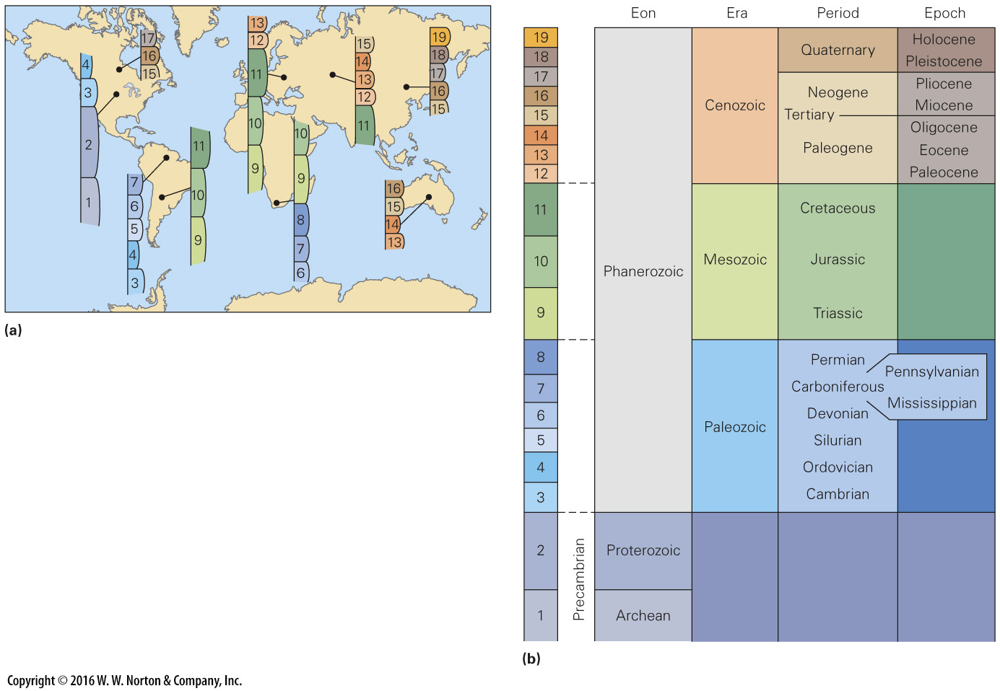 17
16
15
4
3
2
1
7
6
5
4
3
11
10
9
13
12
11
10
9
10
9
8
7
6
15
14
13
12
11
19
18
17
16
15
16
15
14
13
(a)
Eon Era Period Epoch
19
18
17
16
15
14
13
12
11
10
9
8
7
6
5
4
3
2
1
Precambrian
Phanerozoic
Proterozoic
Archean
Cenozoic
Mesozoic
Paleozoic
Quaternary
Neogene
Tertiary
Paleogene
Cretaceous
Jurassic
Triassic
Permian
Carboniferous
Devonian
Silurian
Ordovician
Cambrian
Holocene
Pleistocene
Pliocene
Miocene
Oligocene
Eocene
Paleocene
Pennsylvanian
Mississippian
(b)
Copyright © 2016 W. W. Norton & Company, Inc.